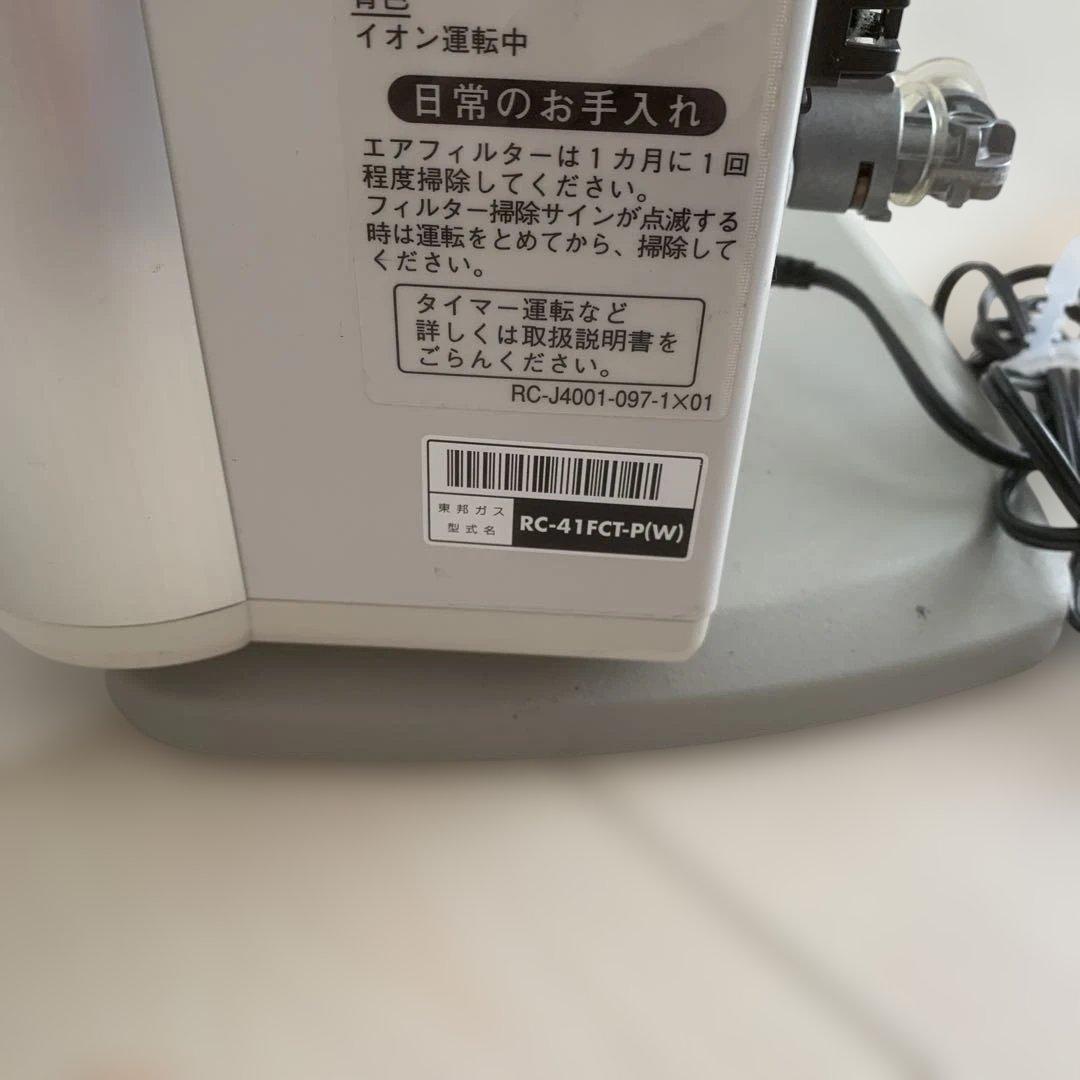 青色
イオン運転中
日常のお手入れ
エアフィルターは1カ月に1回
程度掃除してください。
フィルター掃除サインが点滅する
時は運転をとめてから、掃除して
ください。
タイマー運転など
詳しくは取扱説明書を
ごらんください。
RC-J4001-097-1×01
東邦ガス
型式名
RC-41FCT-P(W)